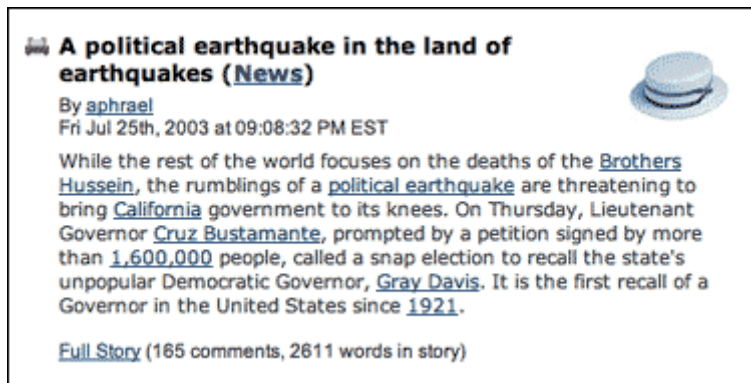 A political earthquake in the land of
earthquakes (News)
By aphrael
Fri Jul 25th, 2003 at 09:08:32 PM EST
While the rest of the world focuses on the deaths of the Brothers
Hussein, the rumblings of a political earthquake are threatening to
bring California government to its knees. On Thursday, Lieutenant
Governor Cruz Bustamante, prompted by a petition signed by more
than 1,600,000 people, called a snap election to recall the state's
unpopular Democratic Governor, Gray Davis. It is the first recall of a
Governor in the United States since 1921.
Full Story (165 comments, 2611 words in story)